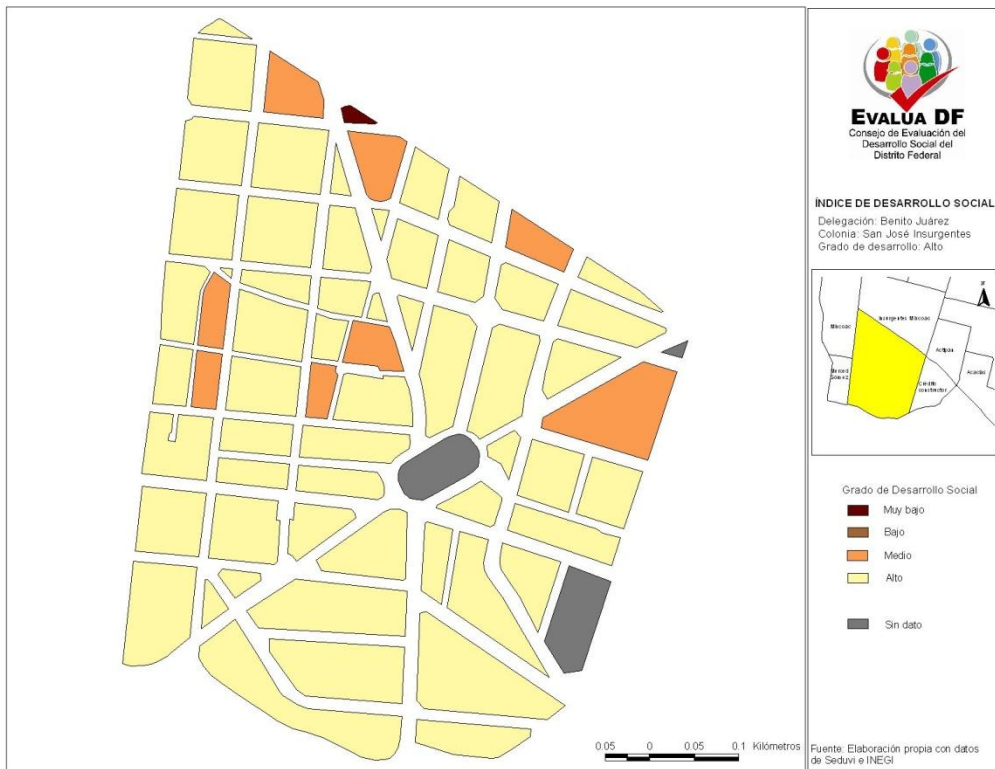 EVALUA DF
Consejo de Evaluación del
Desarrollo Social del
Distrito Federal
ÍNDICE DE DESARROLLO SOCIAL
Delegación: Benito Juárez
Colonia: San José Insurgentes
Grado de desarrollo: Alto
Insurgentes Mixcoac
Mixcoac
Actipan
Merced
Gómez
Acacias
Crédito
constructor
Grado de Desarrollo Social
Muy bajo
Bajo
Medio
Alto
Sin dato
0.05 0 0.05 0.1 Kilómetros
Fuente: Elaboración propia con datos
de Seduvi e INEGI